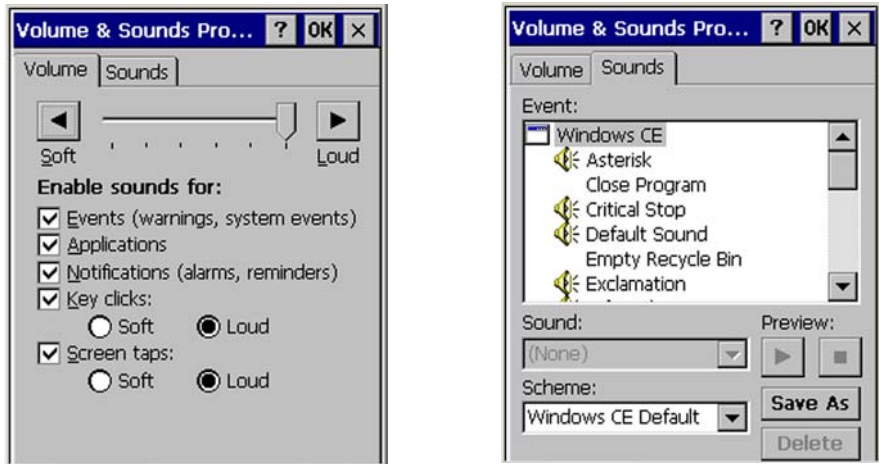 Volume & Sounds Pro... ? OK ×
Volume Sounds
Soft Loud
Enable sounds for:
Events (warnings, system events)
Applications
Notifications (alarms, reminders)
Key clicks:
Soft Loud
Screen taps:
Soft Loud
Volume & Sounds Pro... ? OK ×
Volume Sounds
Event:
Windows CE
Asterisk
Close Program
Critical Stop
Default Sound
Empty Recycle Bin
Exclamation
Sound: Preview:
(None)
Scheme:
Windows CE Default Save As
Delete